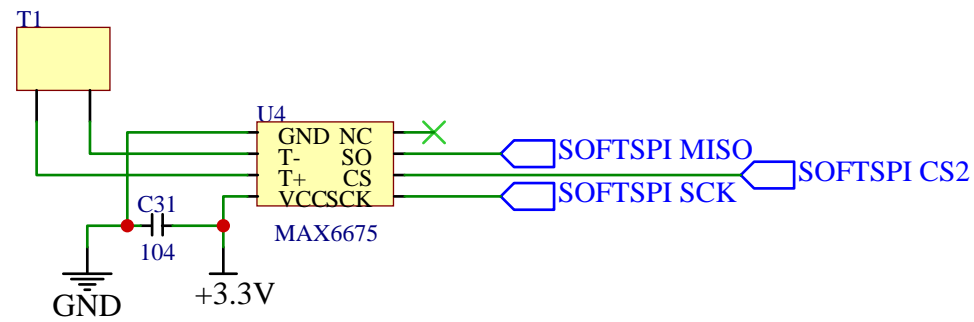 T1
U4
GND NC
T- SO
T+ CS
VCCSCK
MAX6675
SOFTSPI MISO
SOFTSPI CS2
SOFTSPI SCK
C31
104
GND
+3.3V